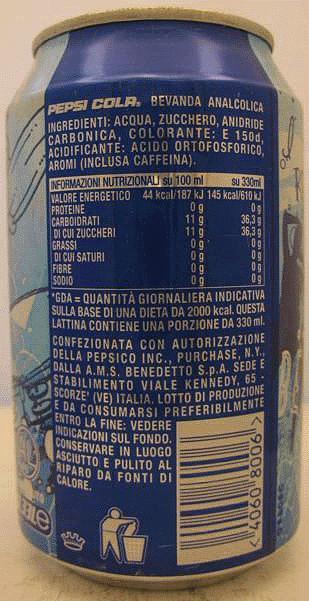 PEPSI COLA® BEVANDA ANALCOLICA
INGREDIENTI: ACQUA, ZUCCHERO, ANIDRIDE
CARBONICA, COLORANTE: E 150d,
ACIDIFICANTE: ACIDO ORTOFOSFORICO,
AROMI (INCLUSA CAFFEINA).
INFORMAZIONI NUTRIZIONALI su 100 ml su 330ml
VALORE ENERGETICO 44 kcal/187 kJ 145 kcal/610 kJ
PROTEINE 0 g 0 g
CARBOIDRATI 11 g 36,3 g
DI CUI ZUCCHERI 11 g 36,3 g
GRASSI 0 g 0 g
DI CUI SATURI 0 g 0 g
FIBRE 0 g 0 g
SODIO 0 g 0 g
*GDA = QUANTITÀ GIORNALIERA INDICATIVA
SULLA BASE DI UNA DIETA DA 2000 kcal. QUESTA
LATTINA CONTIENE UNA PORZIONE DA 330 ml.
CONFEZIONATA CON AUTORIZZAZIONE
DELLA PEPSICO INC., PURCHASE, N.Y.,
DALLA A.M.S. BENEDETTO S.p.A. SEDE E
STABILIMENTO VIALE KENNEDY, 65 -
SCORZE' (VE) ITALIA. LOTTO DI PRODUZIONE
E DA CONSUMARSI PREFERIBILMENTE
ENTRO LA FINE: VEDERE
INDICAZIONI SUL FONDO.
CONSERVARE IN LUOGO
ASCIUTTO E PULITO AL
RIPARO DA FONTI DI
CALORE.